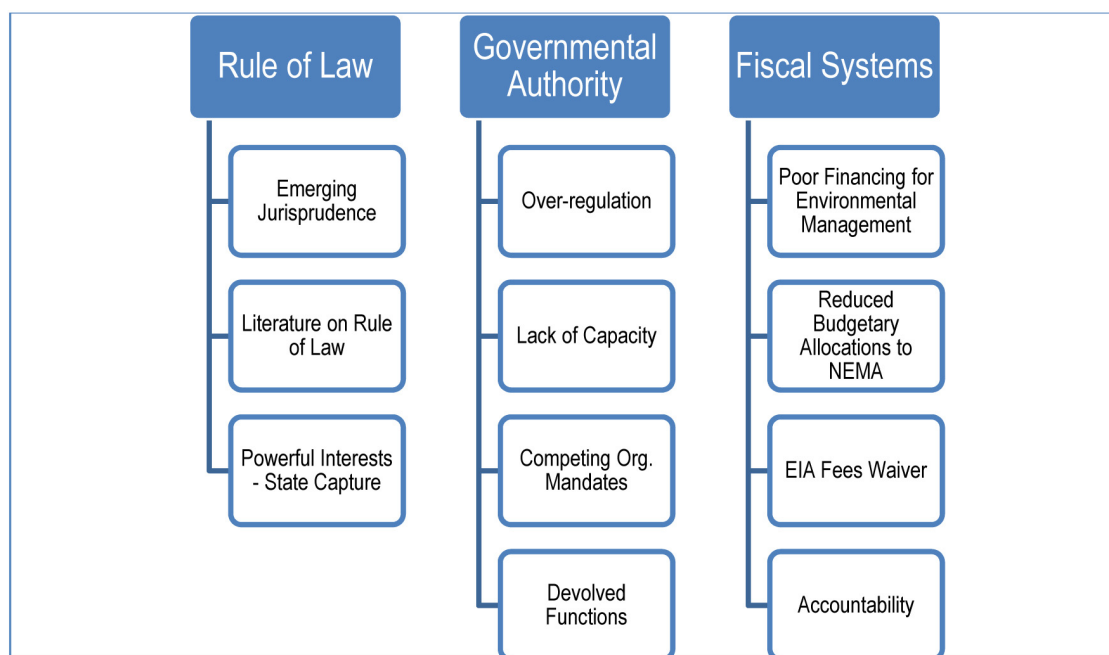 Rule of Law
Emerging
Jurisprudence
Literature on Rule
of Law
Powerful Interests
- State Capture
Governmental
Authority
Over-regulation
Lack of Capacity
Competing Org.
Mandates
Devolved
Functions
Fiscal Systems
Poor Financing for
Environmental
Management
Reduced
Budgetary
Allocations to
NEMA
EIA Fees Waiver
Accountability